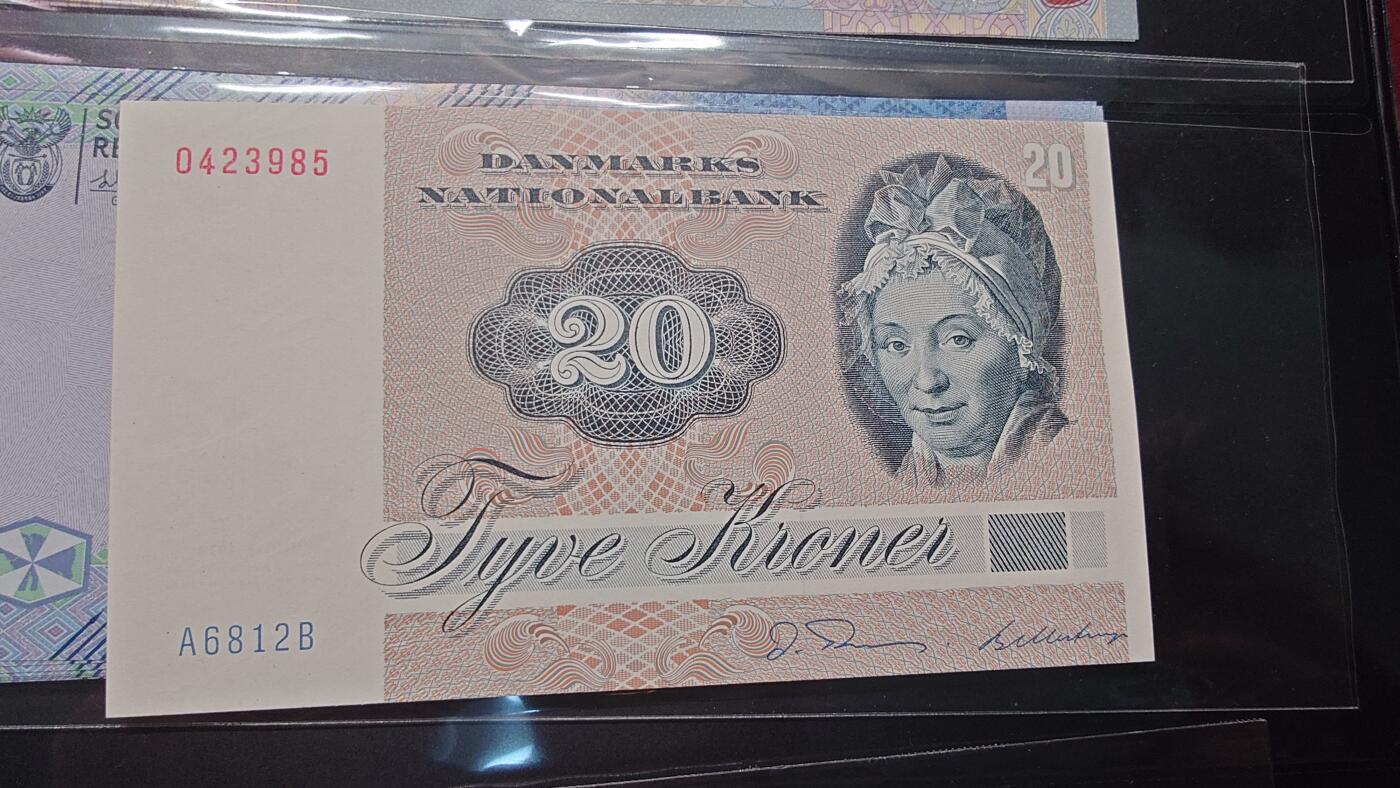 0423985
DANMARKS
NATIONALBANK
20
20
Tyve Kroner
A6812B